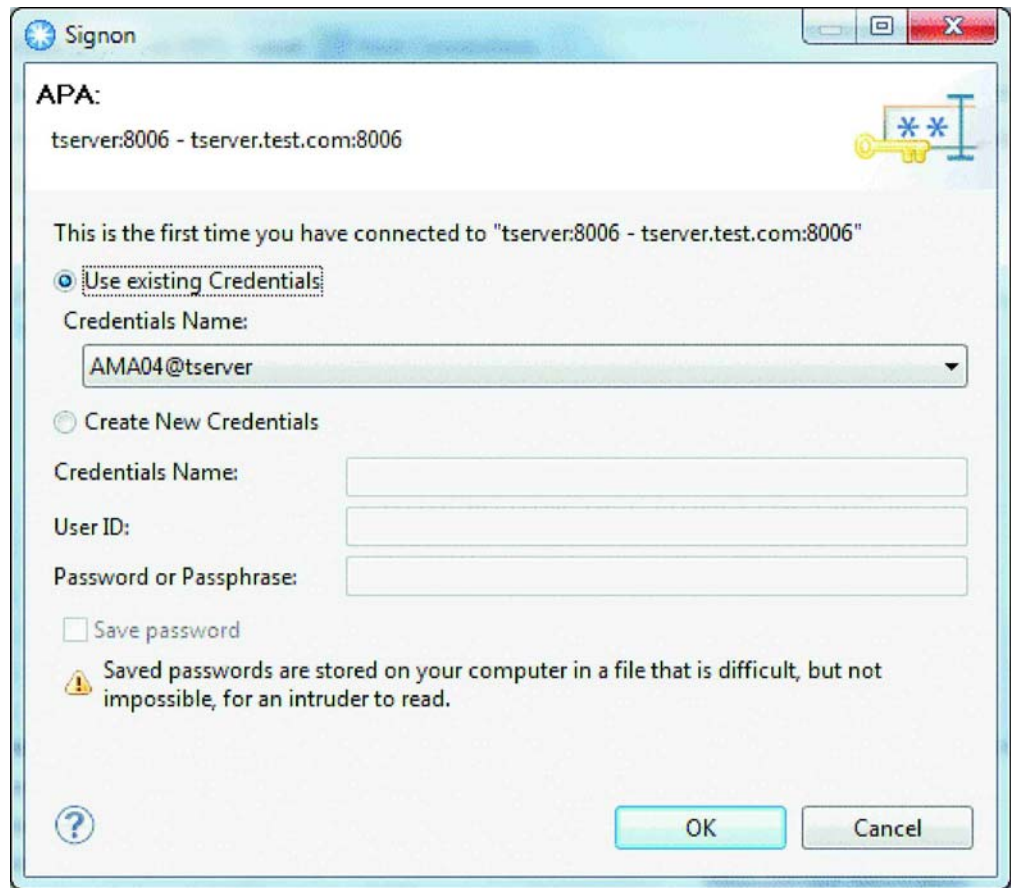 Signon
APA:
tserver:8006 - tserver.test.com:8006
This is the first time you have connected to "tserver:8006 - tserver.test.com:8006"
Use existing Credentials
Credentials Name:
AMA04@tserver
Create New Credentials
Credentials Name:
User ID:
Password or Passphrase:
Save password
Saved passwords are stored on your computer in a file that is difficult, but not
impossible, for an intruder to read.
OK
Cancel